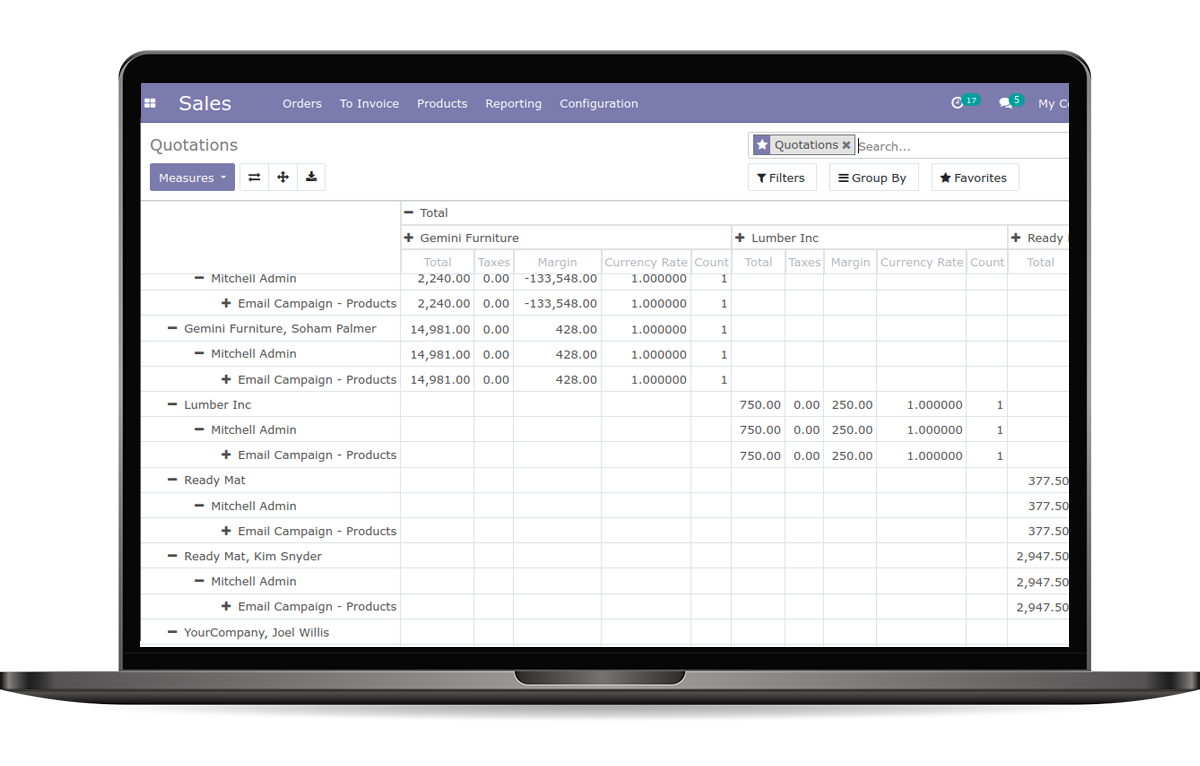 Sales Orders To Invoice Products Reporting Configuration 17 5 My
Quotations Quotations Search...
Measures Filters Group By Favorites
Total
Gemini Furniture Lumber Inc Ready
Total Taxes Margin Currency Rate Count Total Taxes Margin Currency Rate Count Total
Mitchell Admin 2,240.00 0.00 -133,548.00 1.000000 1
Email Campaign - Products 2,240.00 0.00 -133,548.00 1.000000 1
Gemini Furniture, Soham Palmer 14,981.00 0.00 428.00 1.000000 1
Mitchell Admin 14,981.00 0.00 428.00 1.000000 1
Email Campaign - Products 14,981.00 0.00 428.00 1.000000 1
Lumber Inc 750.00 0.00 250.00 1.000000 1
Mitchell Admin 750.00 0.00 250.00 1.000000 1
Email Campaign - Products 750.00 0.00 250.00 1.000000 1
Ready Mat 377.50
Mitchell Admin 377.50
Email Campaign - Products 377.50
Ready Mat, Kim Snyder 2,947.50
Mitchell Admin 2,947.50
Email Campaign - Products 2,947.50
YourCompany, Joel Willis